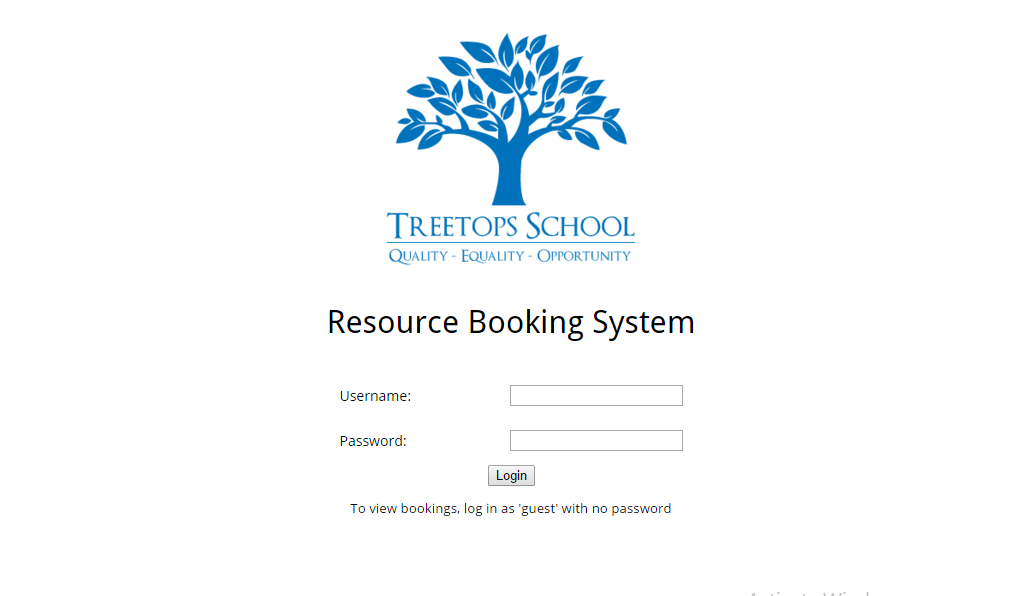 TREETOPS SCHOOL
QUALITY - EQUALITY - OPPORTUNITY
Resource Booking System
Username:
Password:
Login
To view bookings, log in as 'guest' with no password